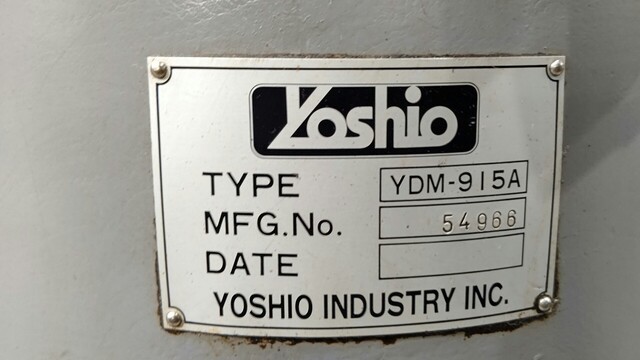 Yoshio
TYPE YDM-915A
MFG.No. 54966
DATE
YOSHIO INDUSTRY INC.